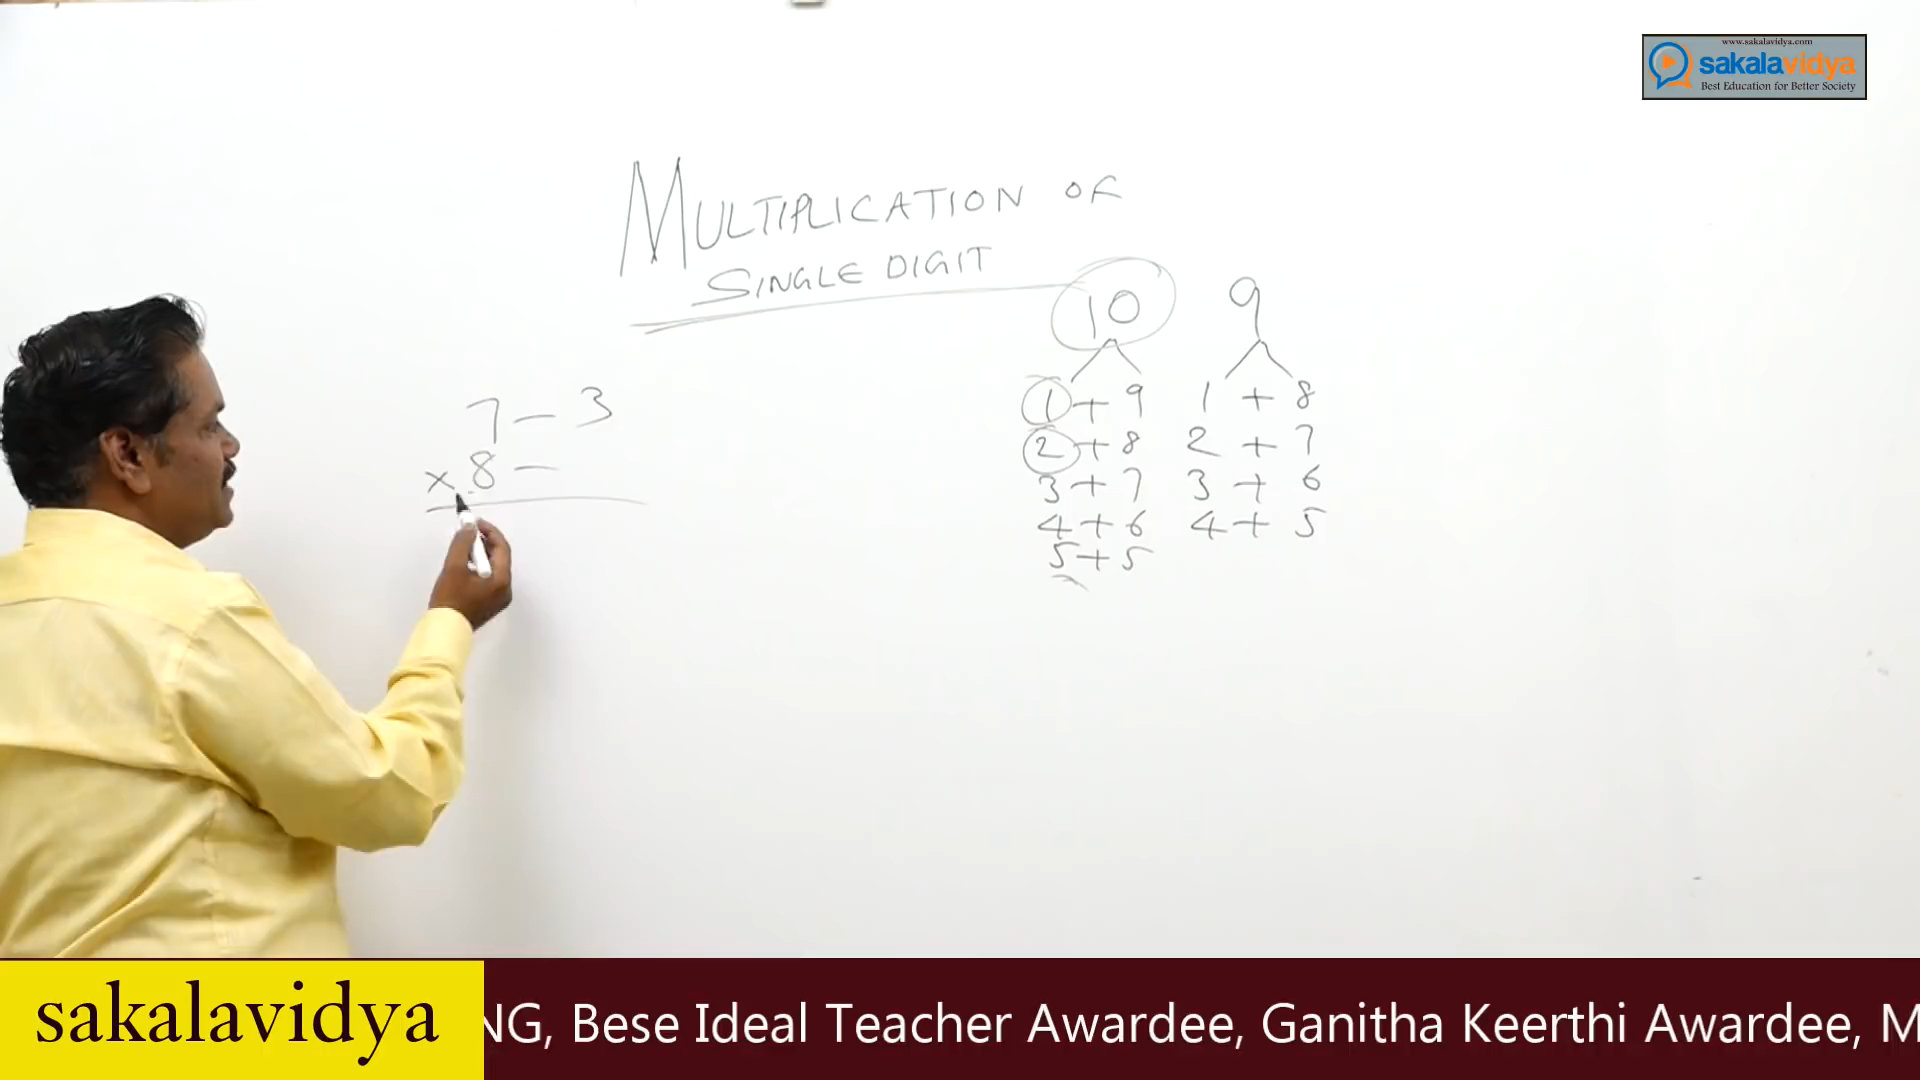 www.sakalavidya.com
sakalavidya
Best Education for Better Society
MULTIPLICATION OF
SINGLE DIGIT
10 9
1 + 9 1 + 8
2 + 8 2 + 7
3 + 7 3 + 6
4 + 6 4 + 5
5 + 5
7 – 3
x 8 –
sakalavidya
NG, Bese Ideal Teacher Awardee, Ganitha Keerthi Awardee, M